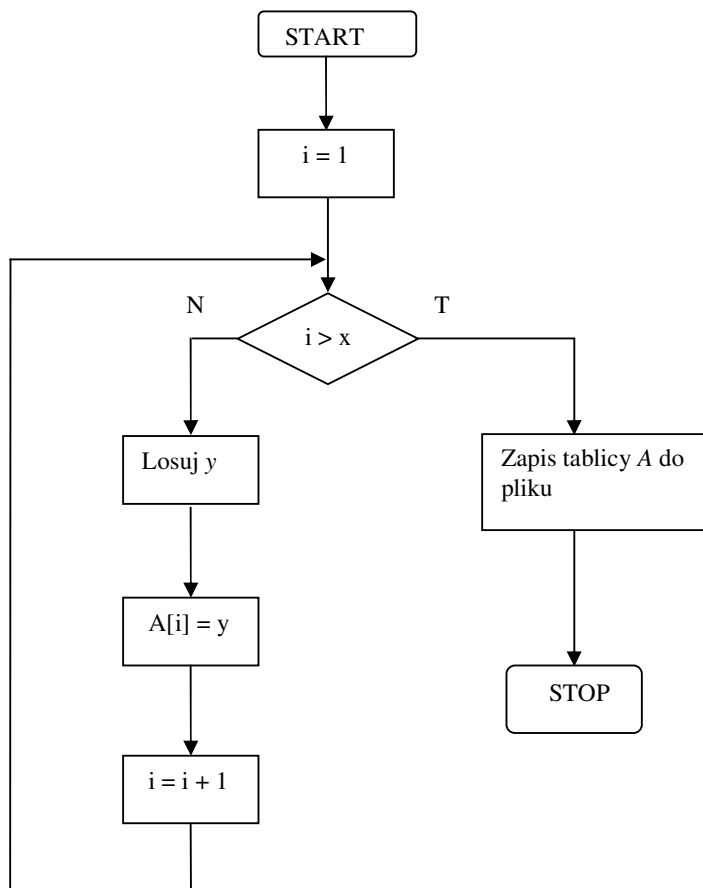 START
i = 1
N
T
i > x
Losuj y
Zapis tablicy A do
pliku
A[i] = y
STOP
i = i + 1